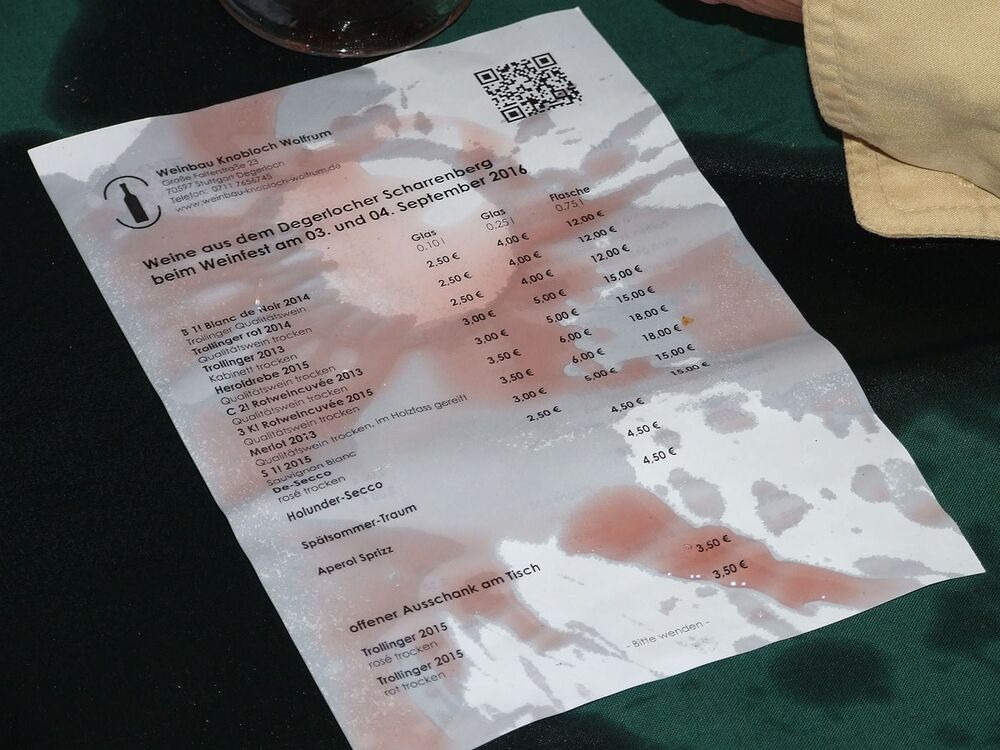 Weinbau Knobloch Wolfrum
Große Falterstraße 23
70597 Stuttgart Degerloch
Telefon: 0711 7656745
www.weinbau-knobloch-wolfrum.de
Weine aus dem Degerlocher Scharrenberg
beim Weinfest am 03. und 04. September 2016
Glas Glas Flasche
0,10 l 0,25 l 0,75 l
B 1! Blanc de Noir 2014 2,50 € 4,00 € 12,00 €
Trollinger Qualitätswein
Trollinger rot 2014 2,50 € 4,00 € 12,00 €
Qualitätswein trocken
Trollinger 2013 2,50 € 4,00 € 12,00 €
Kabinett trocken
Heroldrebe 2015 3,00 € 5,00 € 15,00 €
Qualitätswein trocken
C 2! Rotweincuvée 2013 3,00 € 5,00 € 15,00 €
Qualitätswein trocken
3 K! Rotweincuvée 2015 3,50 € 6,00 € 18,00 €
Qualitätswein trocken
Merlot 2013 3,50 € 6,00 € 18,00 €
Qualitätswein trocken, im Holzfass gereift
S 1! 2015 3,00 € 5,00 € 15,00 €
Sauvignon Blanc
De-Secco 2,50 € 15,00 €
rosé trocken
Holunder-Secco 4,50 €
Spätsommer-Traum 4,50 €
Aperol Sprizz 4,50 €
offener Ausschank am Tisch
Trollinger 2015 3,50 €
rosé trocken
Trollinger 2015 3,50 €
rot trocken
- Bitte wenden -